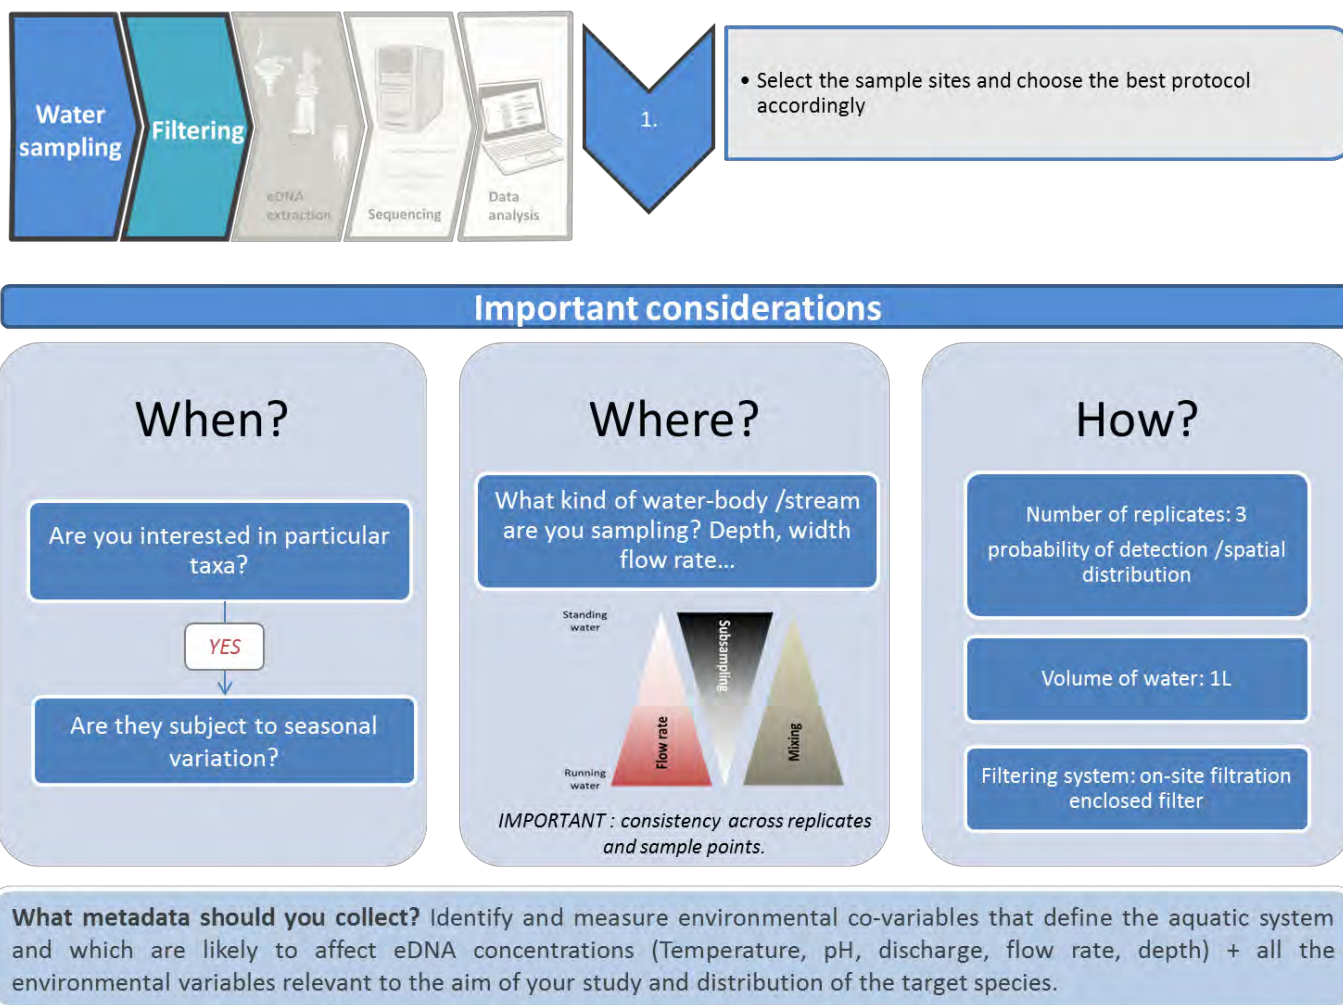 Water
sampling
Filtering
eDNA
extraction
Sequencing
Data
analysis
1.
• Select the sample sites and choose the best protocol
accordingly
Important considerations
When?
Are you interested in particular
taxa?
YES
Are they subject to seasonal
variation?
Where?
What kind of water-body /stream
are you sampling? Depth, width
flow rate...
Standing
water
Subsampling
Flow rate
Mixing
Running
water
IMPORTANT : consistency across replicates
and sample points.
How?
Number of replicates: 3
probability of detection /spatial
distribution
Volume of water: 1L
Filtering system: on-site filtration
enclosed filter
What metadata should you collect? Identify and measure environmental co-variables that define the aquatic system
and which are likely to affect eDNA concentrations (Temperature, pH, discharge, flow rate, depth) + all the
environmental variables relevant to the aim of your study and distribution of the target species.